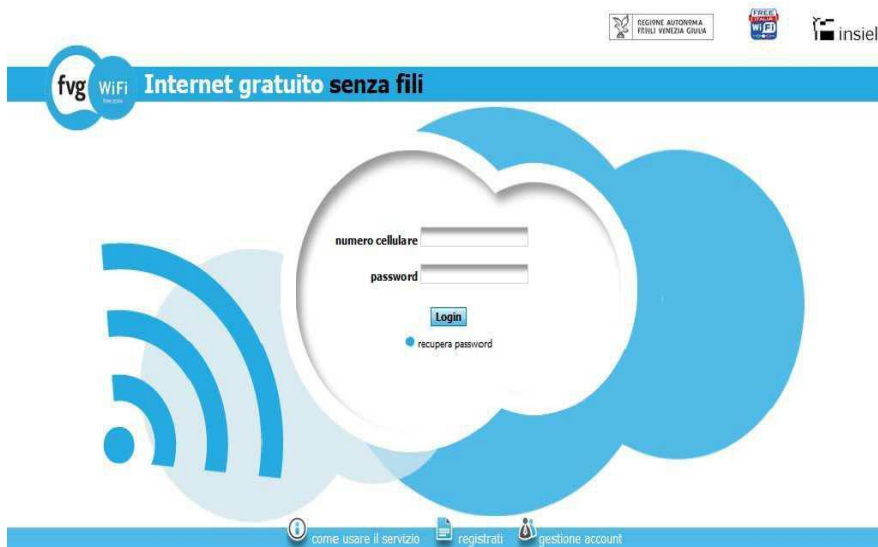 REGIONE AUTONOMA
FRIULI VENEZIA GIULIA
FREE
ITALIA
WiFi
insiel
fvg WiFi
Internet gratuito senza fili
numero cellulare
password
Login
recupera password
come usare il servizio
registrati
gestione account